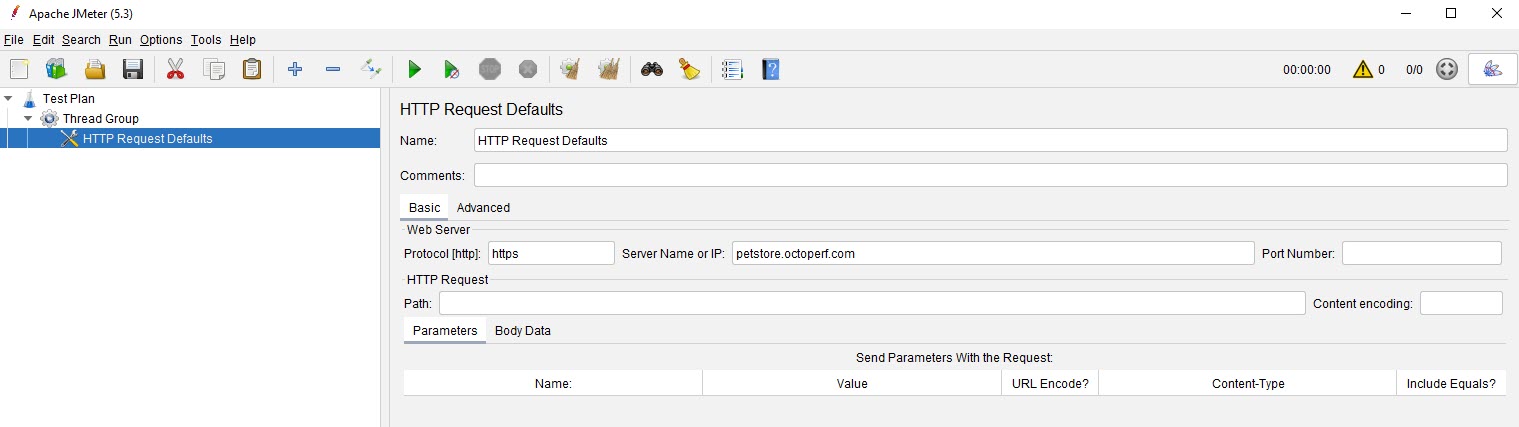 Apache JMeter (5.3)
File Edit Search Run Options Tools Help
STOP 00:00:00 0 0/0
Test Plan
Thread Group
HTTP Request Defaults
HTTP Request Defaults
Name: HTTP Request Defaults
Comments:
Basic Advanced
Web Server
Protocol [http]: https Server Name or IP: petstore.octoperf.com Port Number:
HTTP Request
Path: Content encoding:
Parameters Body Data
Send Parameters With the Request:
Name: Value URL Encode? Content-Type Include Equals?